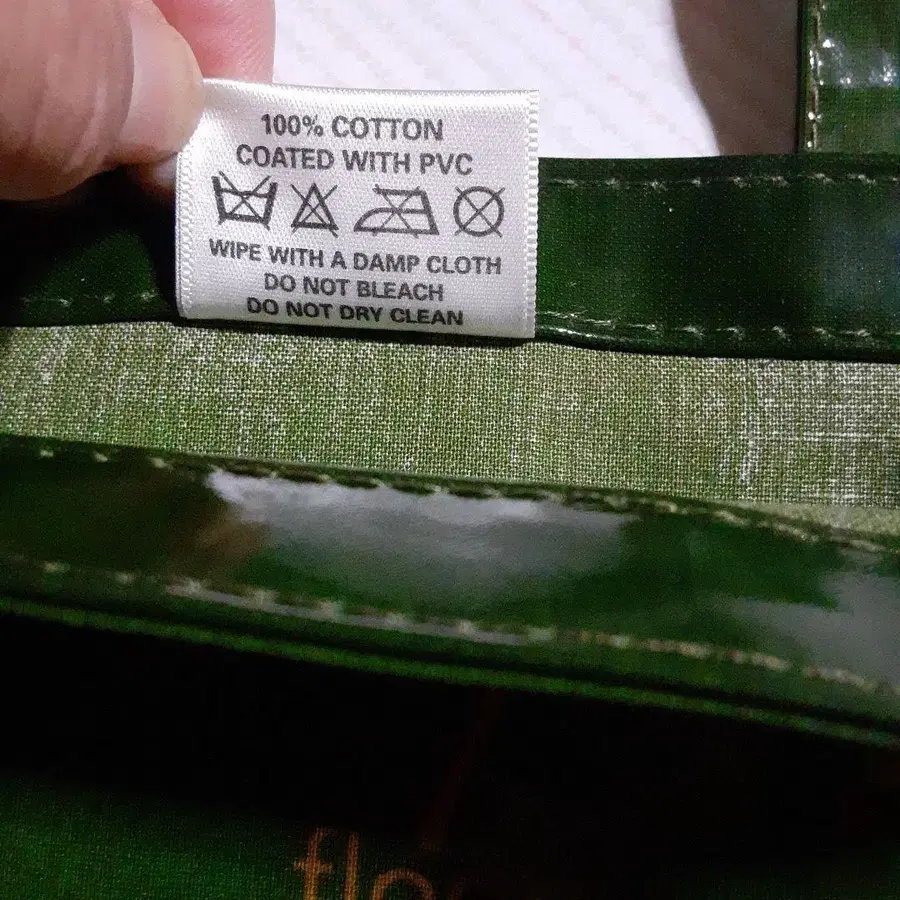 100% COTTON
COATED WITH PVC
WIPE WITH A DAMP CLOTH
DO NOT BLEACH
DO NOT DRY CLEAN